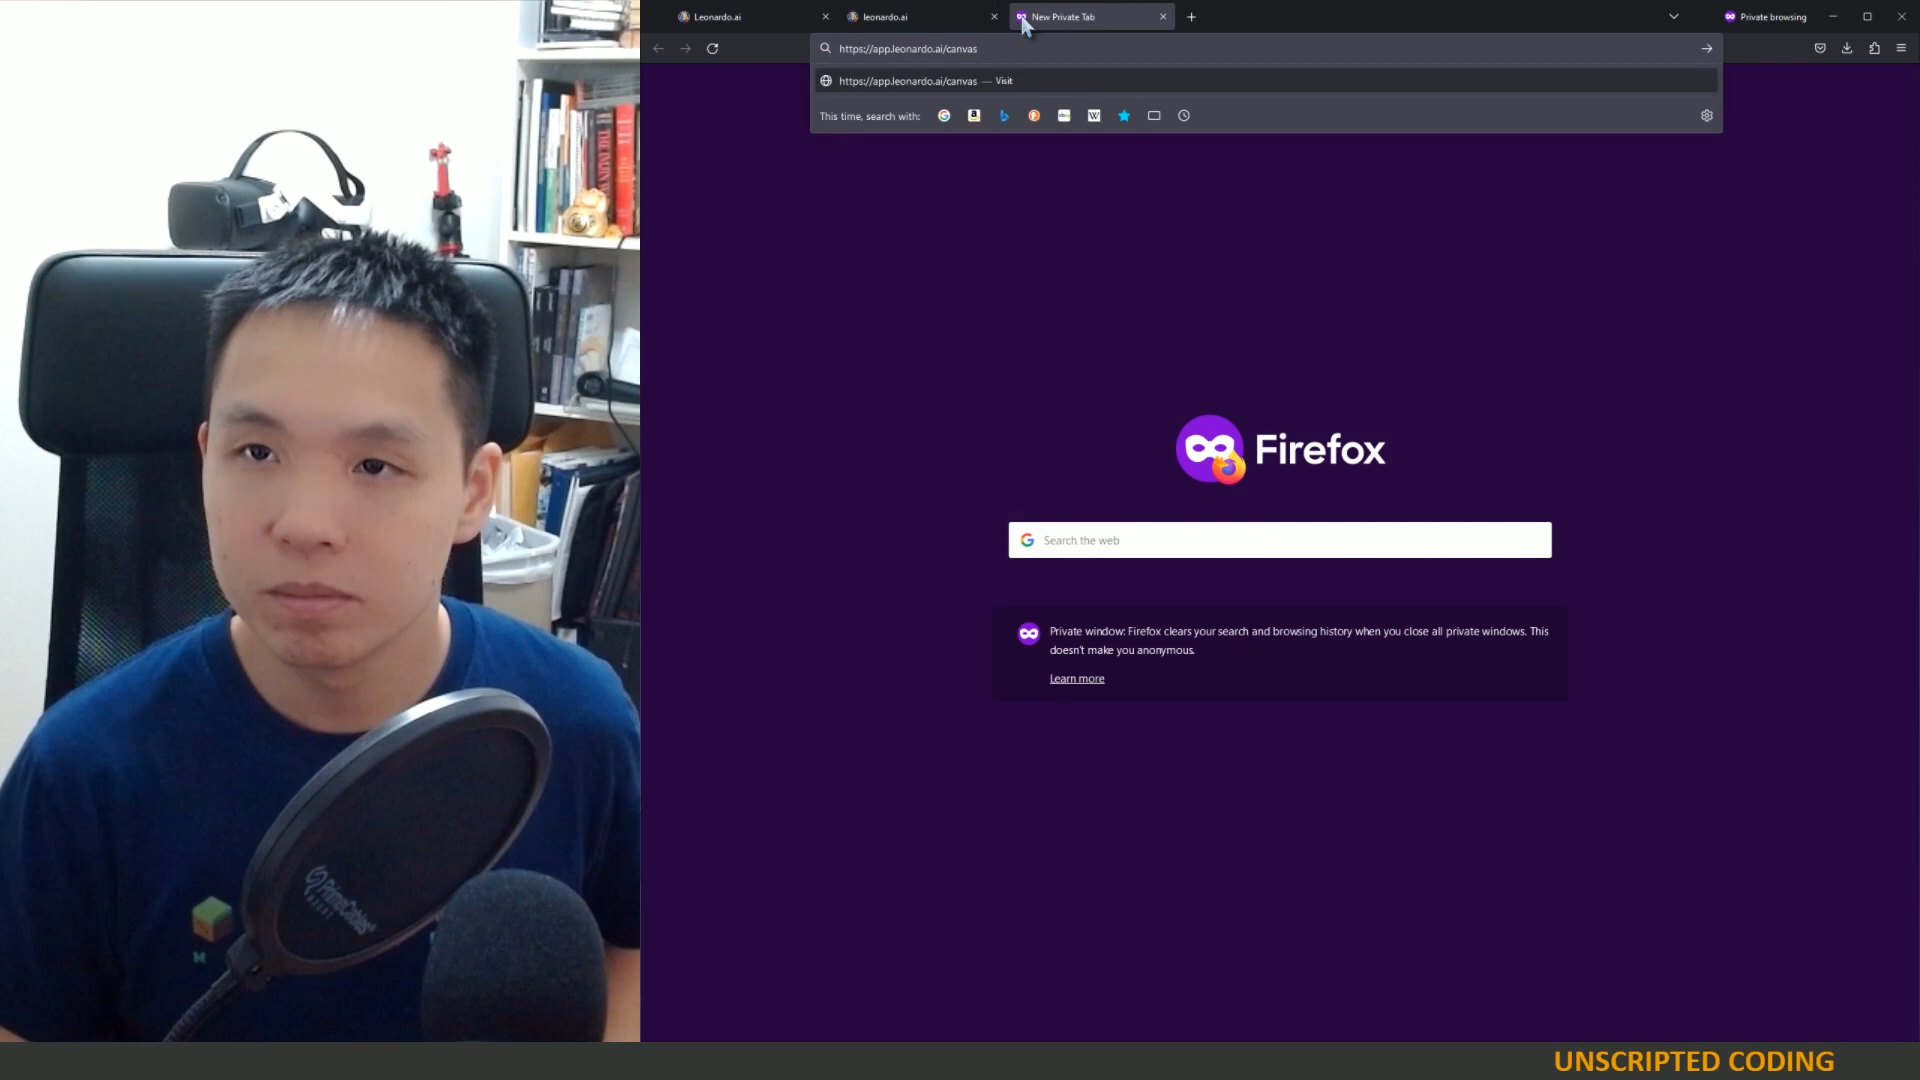 Leonardo.ai
leonardo.ai
New Private Tab
Private browsing
https://app.leonardo.ai/canvas
https://app.leonardo.ai/canvas — Visit
This time, search with:
Firefox
Search the web
Private window: Firefox clears your search and browsing history when you close all private windows. This
doesn't make you anonymous.
Learn more
PrimeCables
M
UNSCRIPTED CODING